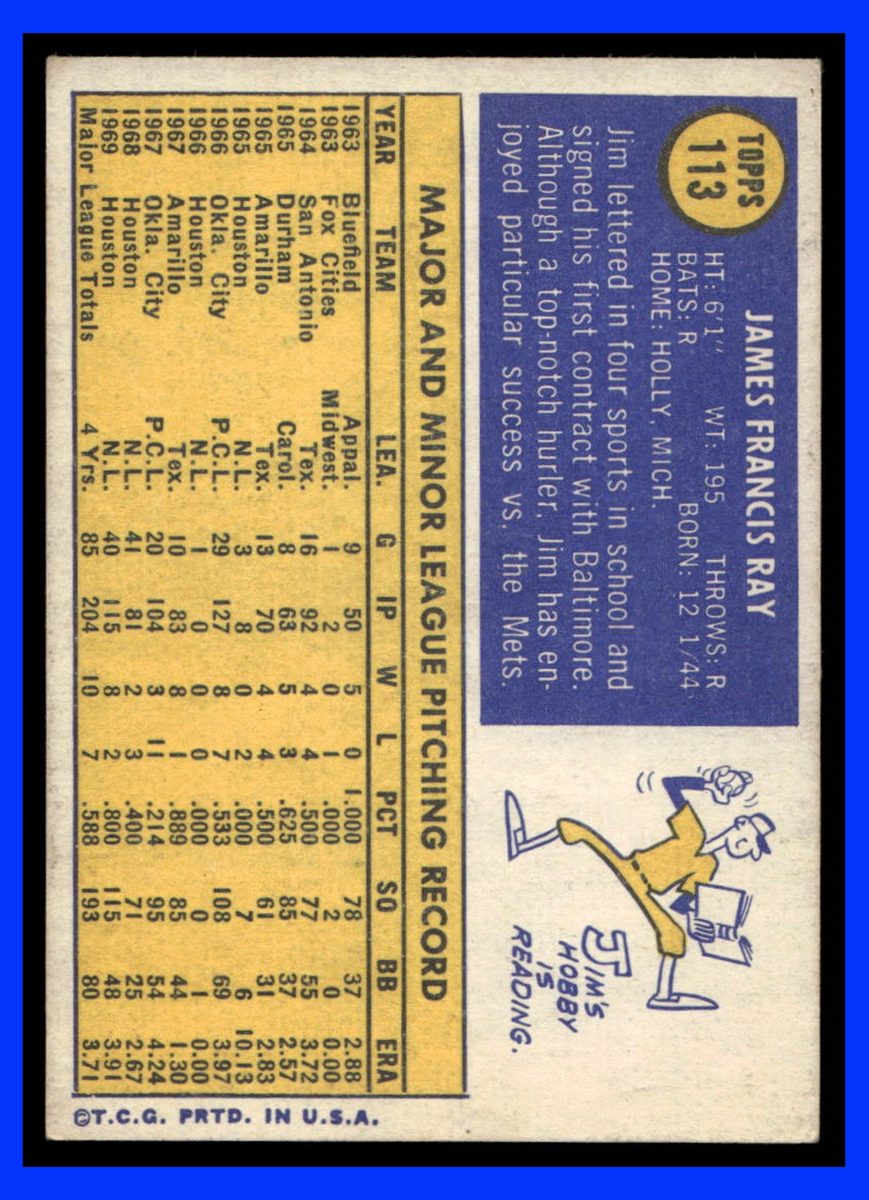 TOPPS
113
JAMES FRANCIS RAY
HT: 6'1" WT: 195 THROWS: R
BATS: R BORN: 12 1/44
HOME: HOLLY, MICH.
Jim lettered in four sports in school and
signed his first contract with Baltimore.
Although a top-notch hurler, Jim has en-
joyed particular success vs. the Mets.
JIM'S
HOBBY
IS
READING.
MAJOR AND MINOR LEAGUE PITCHING RECORD
YEAR TEAM LEA. G IP W L PCT SO BB ERA
1963 Bluefield Appal. 9 50 5 0 1.000 78 37 2.88
1963 Fox Cities Midwest. 1 2 0 1 .000 2 0 0.00
1964 San Antonio Tex. 16 92 4 4 .500 77 55 3.72
1965 Durham Carol. 8 63 5 3 .625 85 37 2.57
1965 Amarillo Tex. 13 70 4 4 .500 61 31 2.83
1965 Houston N.L. 3 8 0 2 .000 7 6 10.13
1966 Okla. City P.C.L. 29 127 8 7 .533 108 69 3.97
1966 Houston N.L. 1 0 0 0 .000 0 1 0.00
1967 Amarillo Tex. 10 83 8 1 .889 85 44 1.30
1967 Okla. City P.C.L. 20 104 3 11 .214 95 54 4.24
1968 Houston N.L. 41 81 2 3 .400 71 25 2.67
1969 Houston N.L. 40 115 8 2 .800 115 48 3.91
Major League Totals 4 Yrs. 85 204 10 7 .588 193 80 3.71
©T.C.G. PRTD. IN U.S.A.